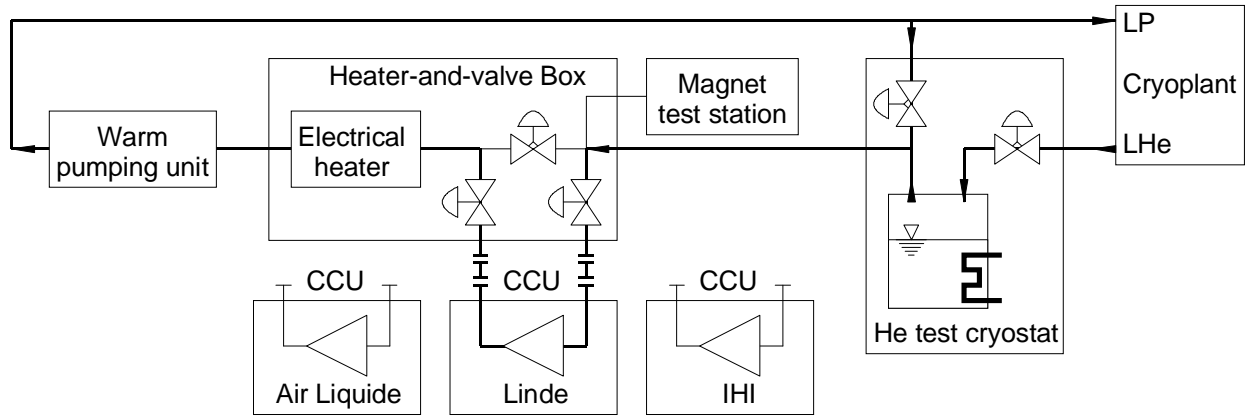 LP
Cryoplant
LHe
Heater-and-valve Box
Magnet
test station
Warm
pumping unit
Electrical
heater
CCU
Air Liquide
CCU
Linde
CCU
IHI
He test cryostat